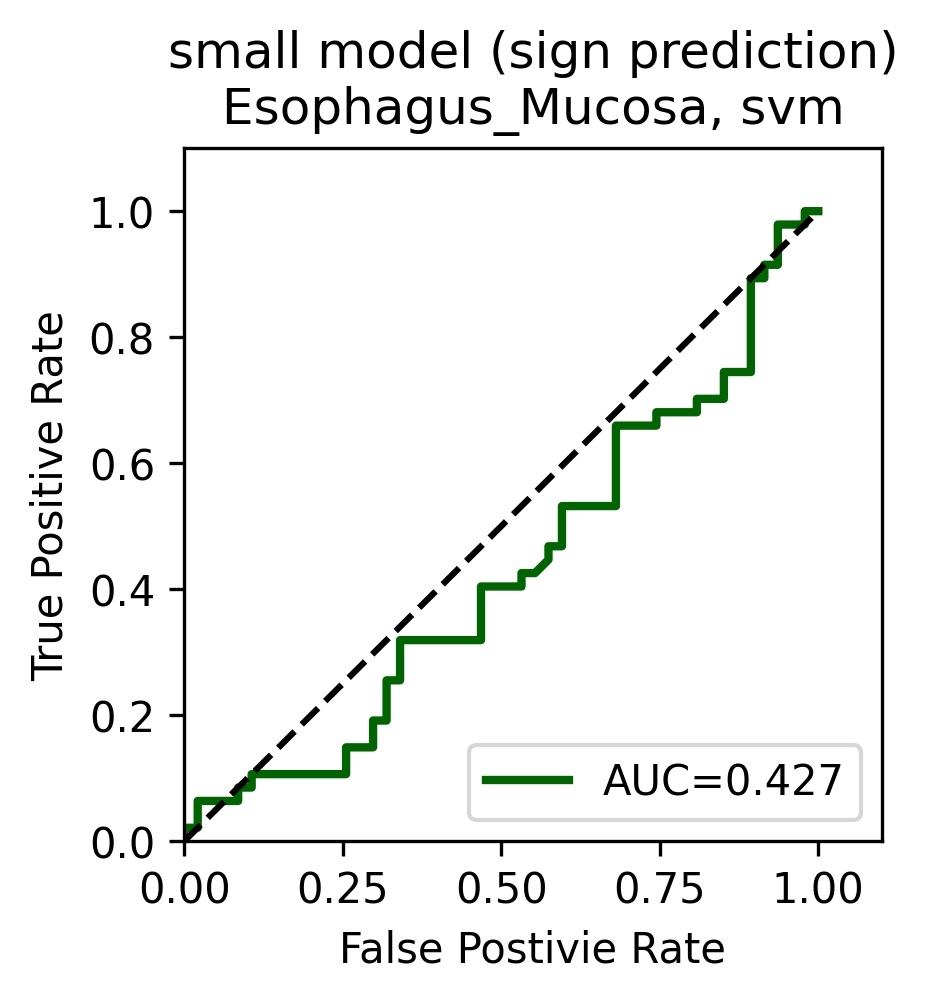 small model (sign prediction)
Esophagus_Mucosa, svm
1.0
0.8
0.6
0.4
0.2
0.0
True Positive Rate
AUC=0.427
0.00 0.25 0.50 0.75 1.00
False Postivie Rate